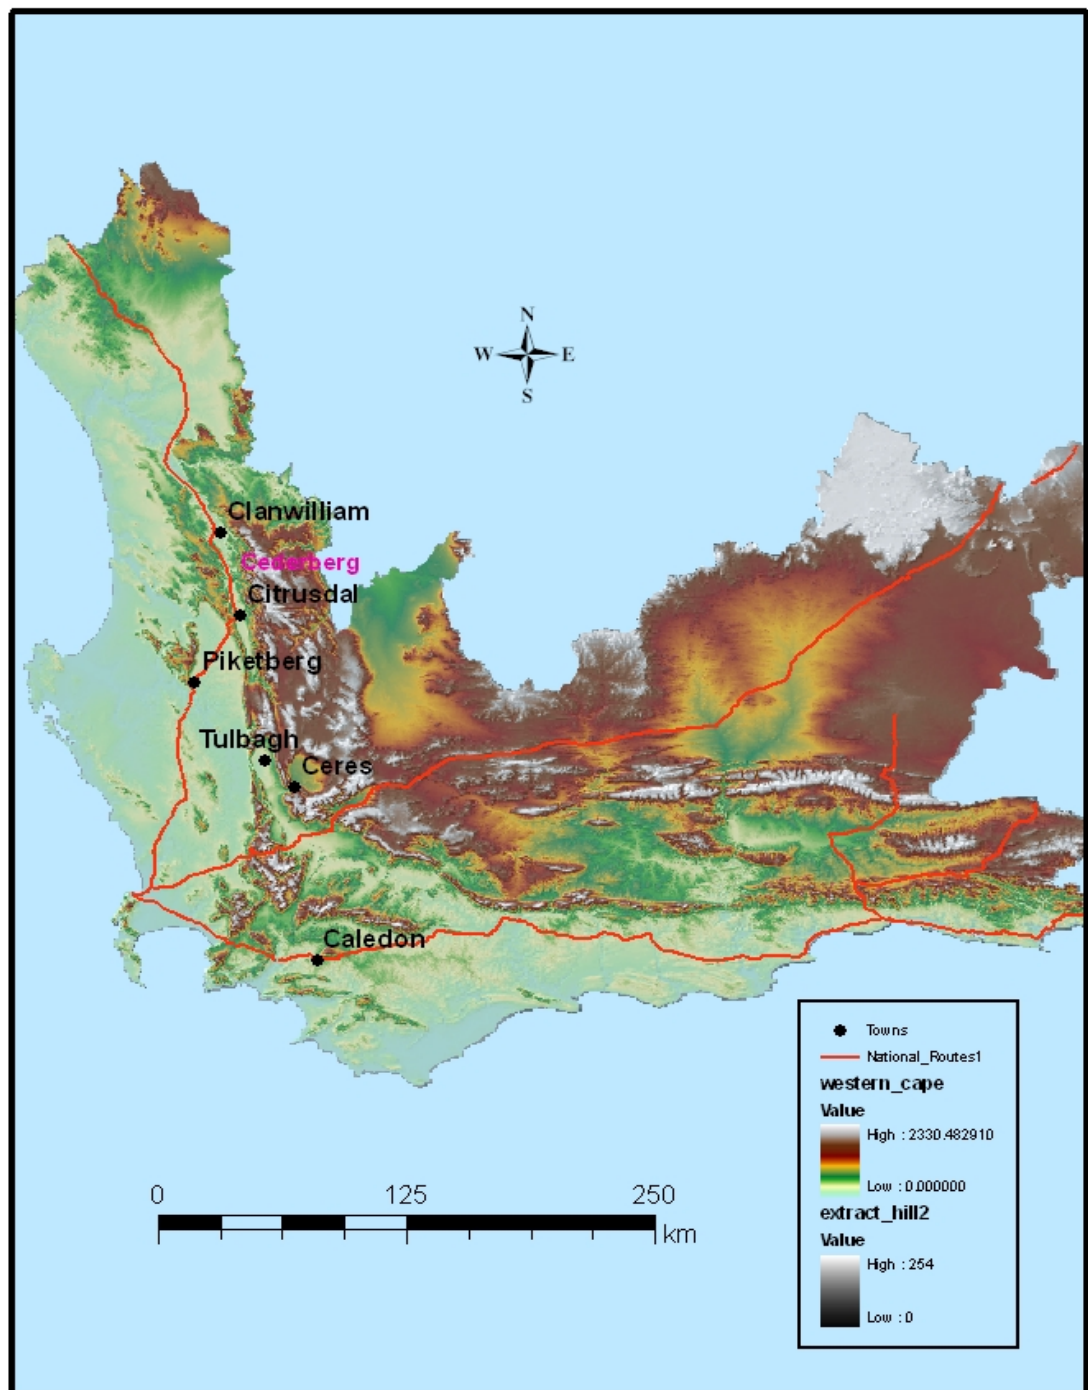 N
W E
S
Clanwilliam
Cederberg
Citrusdal
Piketberg
Tulbagh
Ceres
Caledon
Towns
National_Routes1
western_cape
Value
High : 2330.482910
Low : 0.000000
extract_hill2
Value
High : 254
Low : 0
0 125 250
km